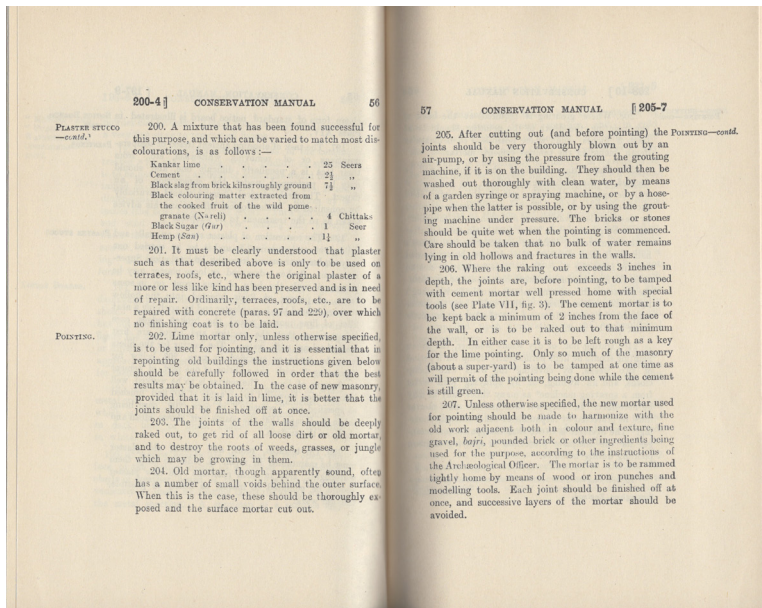 200-4] CONSERVATION MANUAL 56
PLASTER STUCCO
—contd.
200. A mixture that has been found successful for
this purpose, and which can be varied to match most dis-
colourations, is as follows :—
Kankar lime . . . . . 25 Seers
Cement . . . . . . 2½ „
Black slag from brick kilns roughly ground 7½ „
Black colouring matter extracted from
the cooked fruit of the wild pome-
granate (Nareli) . . . . 4 Chittaks
Black Sugar (Gur) . . . . 1 Seer
Hemp (San) . . . . . 1¼ „
201. It must be clearly understood that plaster
such as that described above is only to be used on
terraces, roofs, etc., where the original plaster of a
more or less like kind has been preserved and is in need
of repair. Ordinarily, terraces, roofs, etc., are to be
repaired with concrete (paras. 97 and 229), over which
no finishing coat is to be laid.
POINTING.
202. Lime mortar only, unless otherwise specified,
is to be used for pointing, and it is essential that in
repointing old buildings the instructions given below
should be carefully followed in order that the best
results may be obtained. In the case of new masonry,
provided that it is laid in lime, it is better that the
joints should be finished off at once.
203. The joints of the walls should be deeply
raked out, to get rid of all loose dirt or old mortar,
and to destroy the roots of weeds, grasses, or jungle
which may be growing in them.
204. Old mortar, though apparently sound, often
has a number of small voids behind the outer surface.
When this is the case, these should be thoroughly ex-
posed and the surface mortar cut out.
57 CONSERVATION MANUAL [205-7
POINTING—contd.
205. After cutting out (and before pointing) the
joints should be very thoroughly blown out by an
air-pump, or by using the pressure from the grouting
machine, if it is on the building. They should then be
washed out thoroughly with clean water, by means
of a garden syringe or spraying machine, or by a hose-
pipe when the latter is possible, or by using the grout-
ing machine under pressure. The bricks or stones
should be quite wet when the pointing is commenced.
Care should be taken that no bulk of water remains
lying in old hollows and fractures in the walls.
206. Where the raking out exceeds 3 inches in
depth, the joints are, before pointing, to be tamped
with cement mortar well pressed home with special
tools (see Plate VII, fig. 3). The cement mortar is to
be kept back a minimum of 2 inches from the face of
the wall, or is to be raked out to that minimum
depth. In either case it is to be left rough as a key
for the lime pointing. Only so much of the masonry
(about a super-yard) is to be tamped at one time as
will permit of the pointing being done while the cement
is still green.
207. Unless otherwise specified, the new mortar used
for pointing should be made to harmonize with the
old work adjacent both in colour and texture, fine
gravel, bajri, pounded brick or other ingredients being
used for the purpose, according to the instructions of
the Archæological Officer. The mortar is to be rammed
tightly home by means of wood or iron punches and
modelling tools. Each joint should be finished off at
once, and successive layers of the mortar should be
avoided.